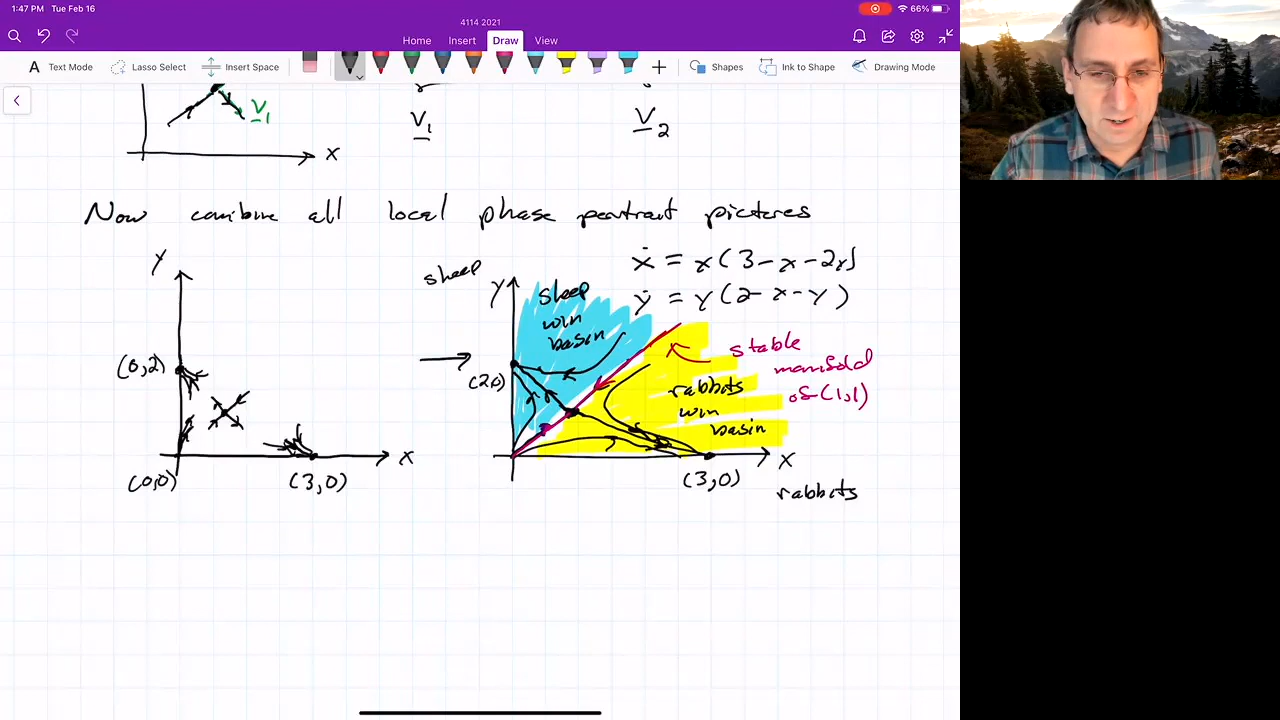 1:47 PM Tue Feb 16
66%
4114 2021
Home Insert Draw View
Text Mode Lasso Select Insert Space Shapes Ink to Shape Drawing Mode
V1
x
V1
V2
Now combine all local phase portrait pictures
y
(0,2)
(0,0)
(3,0)
x
sheep
y
ẋ = x(3-x-2y)
ẏ = y(2-x-y)
sheep
win
basin
stable
manifold
of (1,1)
(2,0)
rabbits
win
basin
x
(3,0)
rabbits